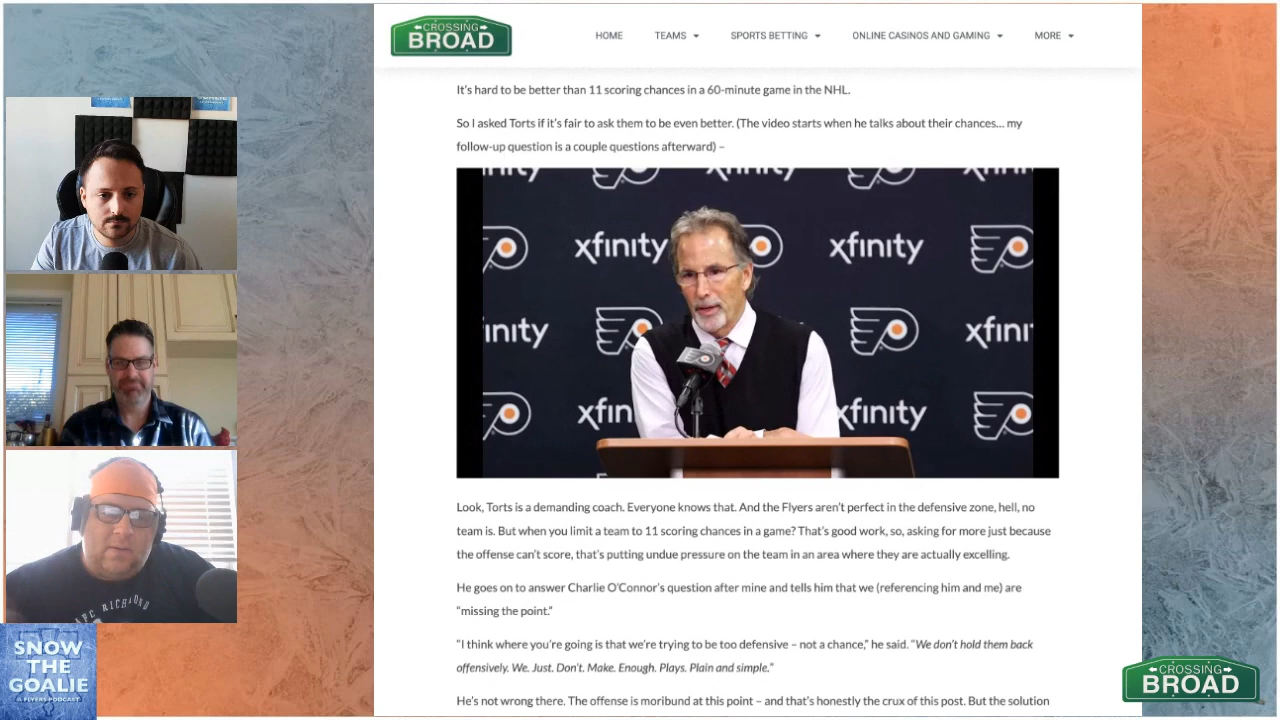 CROSSING
BROAD
HOME TEAMS SPORTS BETTING ONLINE CASINOS AND GAMING MORE
It's hard to be better than 11 scoring chances in a 60-minute game in the NHL.
So I asked Torts if it's fair to ask them to be even better. (The video starts when he talks about their chances… my
follow-up question is a couple questions afterward) –
xfinity xfinity
inity xfini
xfin xfinity
Look, Torts is a demanding coach. Everyone knows that. And the Flyers aren't perfect in the defensive zone, hell, no
team is. But when you limit a team to 11 scoring chances in a game? That's good work, so, asking for more just because
the offense can't score, that's putting undue pressure on the team in an area where they are actually excelling.
He goes on to answer Charlie O'Connor's question after mine and tells him that we (referencing him and me) are
"missing the point."
"I think where you're going is that we're trying to be too defensive – not a chance," he said. "We don't hold them back
offensively. We. Just. Don't. Make. Enough. Plays. Plain and simple."
He's not wrong there. The offense is moribund at this point – and that's honestly the crux of this post. But the solution
AFC RICHMOND
SNOW
THE
GOALIE
A FLYERS PODCAST
CROSSING
BROAD